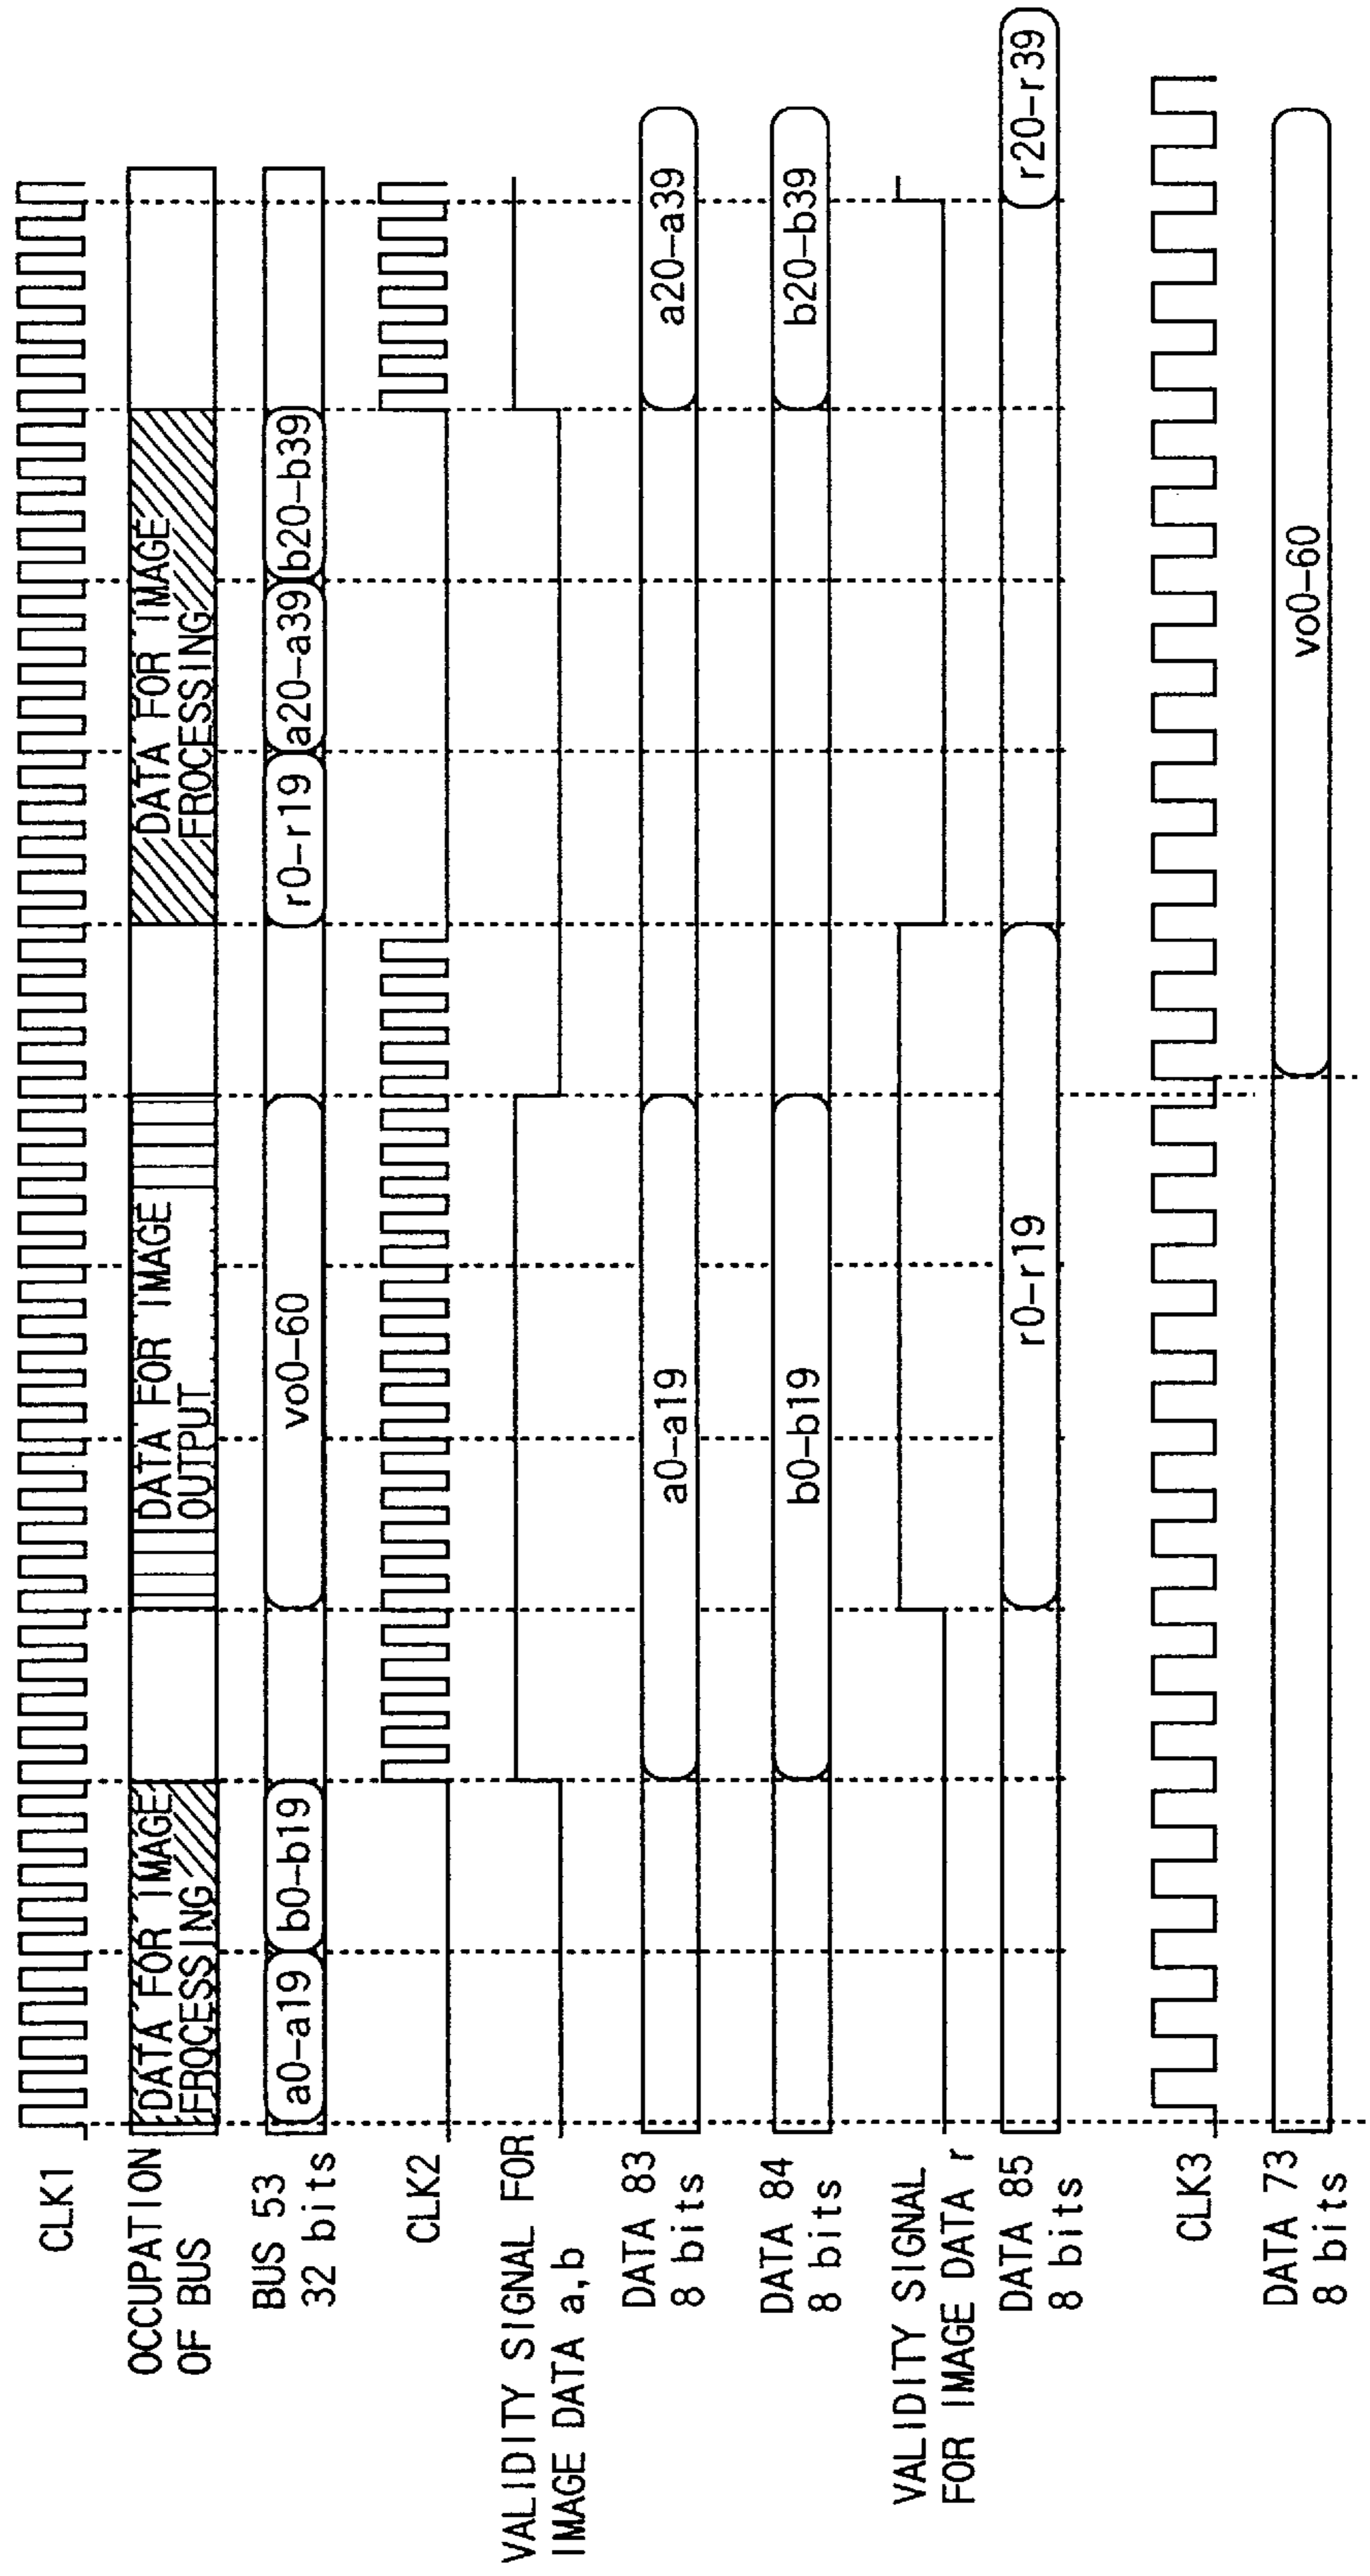 CLK1
OCCUPATION
OF BUS
DATA FOR IMAGE
FROCESSING
DATA FOR IMAGE
OUTPUT
DATA FOR IMAGE
FROCESSING
BUS 53
32 bits
a0-a19
b0-b19
vo0-60
r0-r19
a20-a39
b20-b39
CLK2
VALIDITY SIGNAL FOR
IMAGE DATA a,b
DATA 83
8 bits
a0-a19
a20-a39
DATA 84
8 bits
b0-b19
b20-b39
VALIDITY SIGNAL
FOR IMAGE DATA r
DATA 85
8 bits
r0-r19
r20-r39
CLK3
DATA 73
8 bits
vo0-60